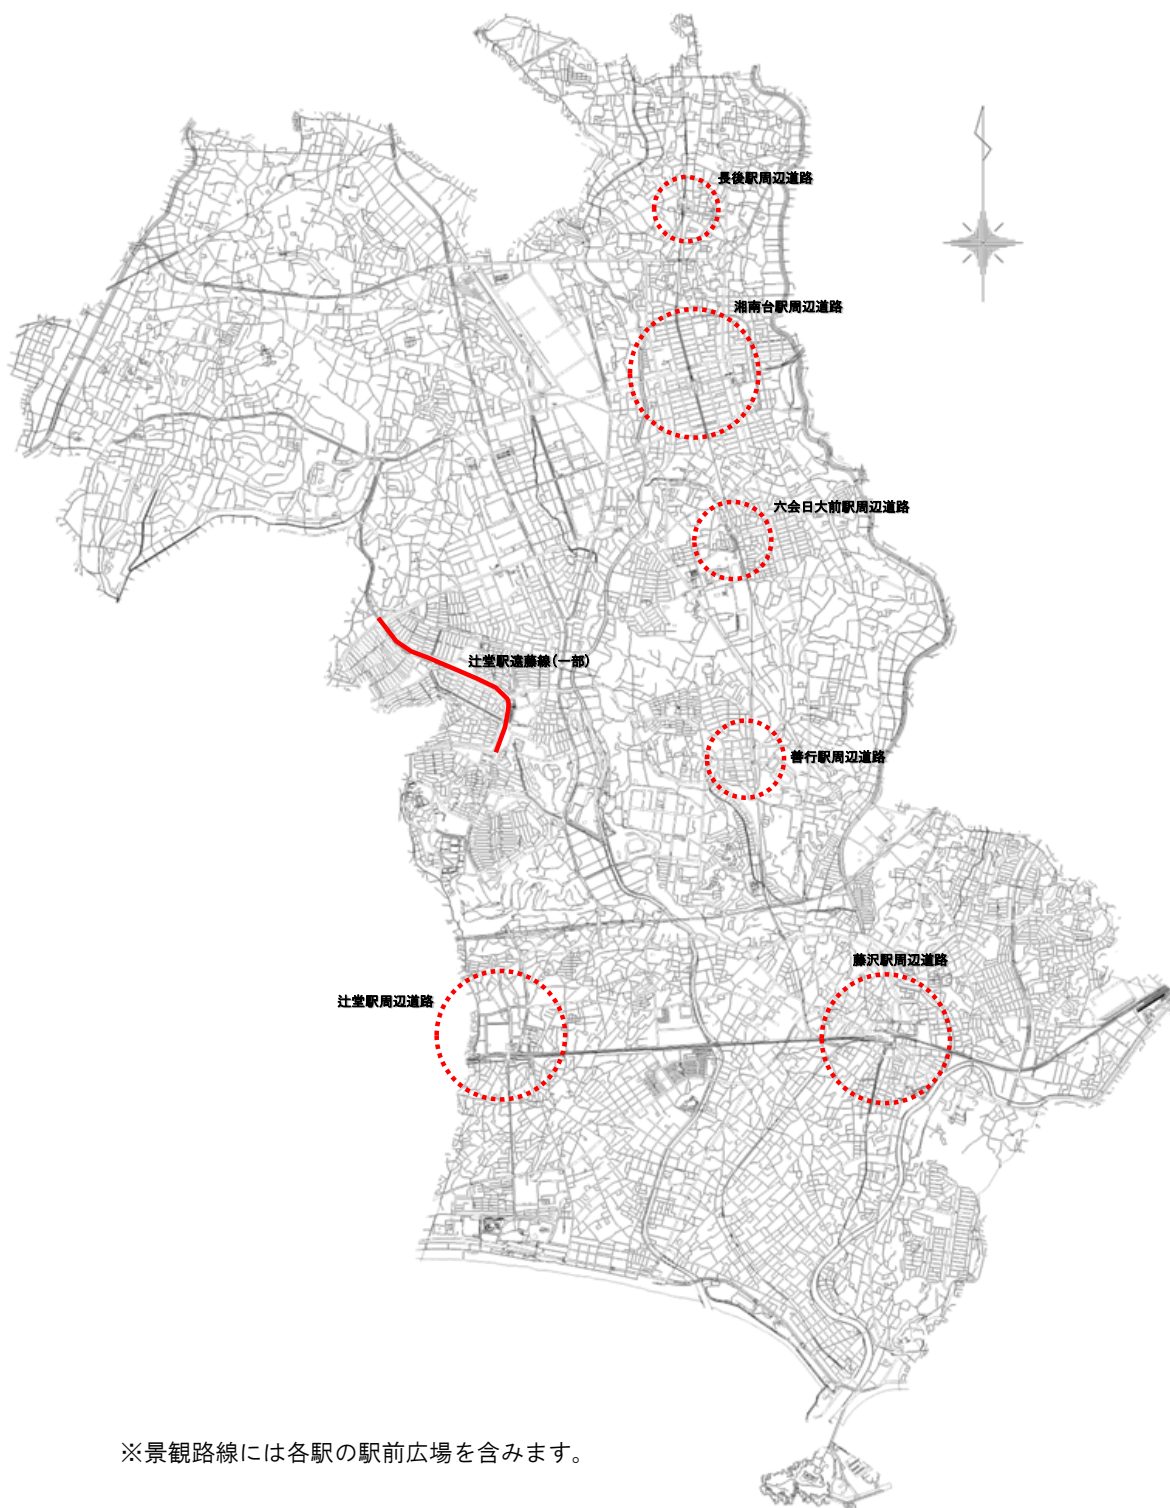 長後駅周辺道路
湘南台駅周辺道路
六会日大前駅周辺道路
辻堂駅遠藤線(一部)
善行駅周辺道路
藤沢駅周辺道路
辻堂駅周辺道路
※景観路線には各駅の駅前広場を含みます。